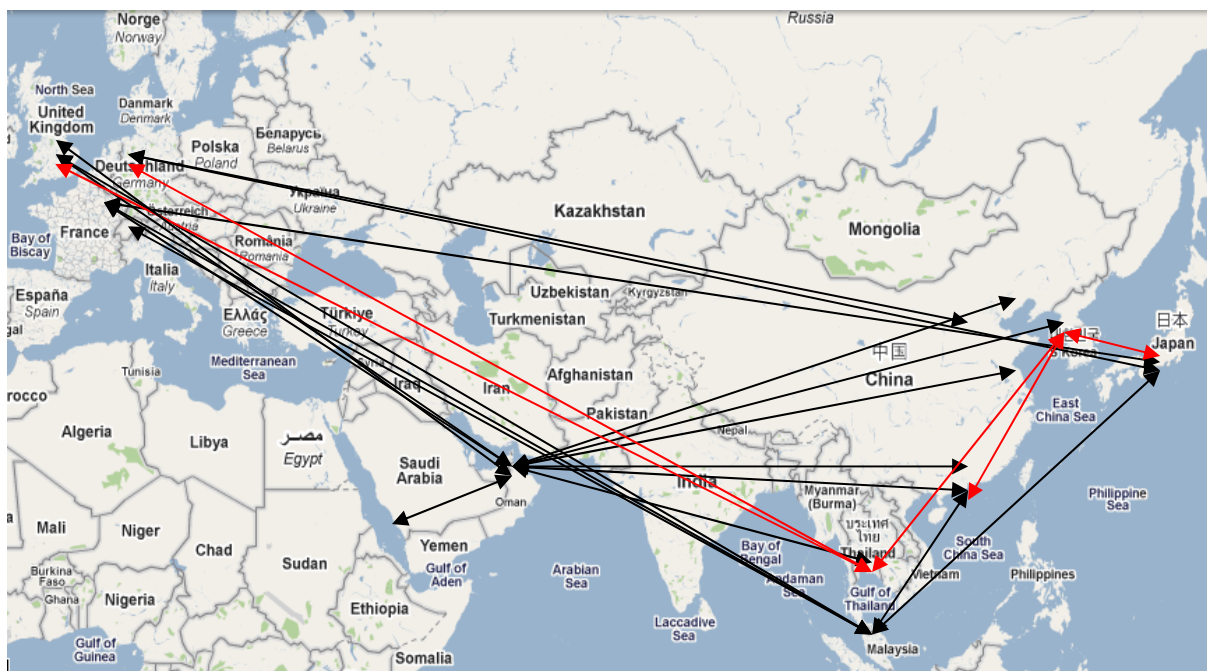 Russia
Norge
Norway
North Sea
Danmark
Denmark
United
Kingdom
Polska
Poland
Беларусь
Belarus
Deutschland
Germany
Україна
Ukraine
Kazakhstan
Mongolia
Österreich
Austria
France
Bay of
Biscay
România
Romania
Italia
Italy
Uzbekistan
Kyrgyzstan
España
Spain
Ελλάς
Greece
Türkiye
Turkey
Turkmenistan
日本
Japan
S Korea
中国
China
Mediterranean
Sea
Tunisia
Syria
Iraq
Iran
Afghanistan
Pakistan
East
China Sea
Nepal
Algeria
Libya
مصر
Egypt
Saudi
Arabia
Oman
India
Myanmar
(Burma)
Philippine
Sea
Mali
Niger
Chad
Sudan
Yemen
Gulf of
Aden
Arabian
Sea
Bay of
Bengal
ประเทศ
ไทย
Thailand
South
China Sea
Andaman
Sea
Vietnam
Philippines
Burkina
Faso
Ghana
Nigeria
Ethiopia
Gulf of
Thailand
Laccadive
Sea
Gulf of
Guinea
Somalia
Malaysia